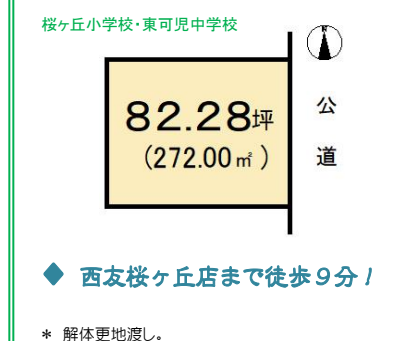 桜ヶ丘小学校・東可児中学校
82.28坪
(272.00㎡)
公
道
◆ 西友桜ヶ丘店まで徒歩9分!
* 解体更地渡し。